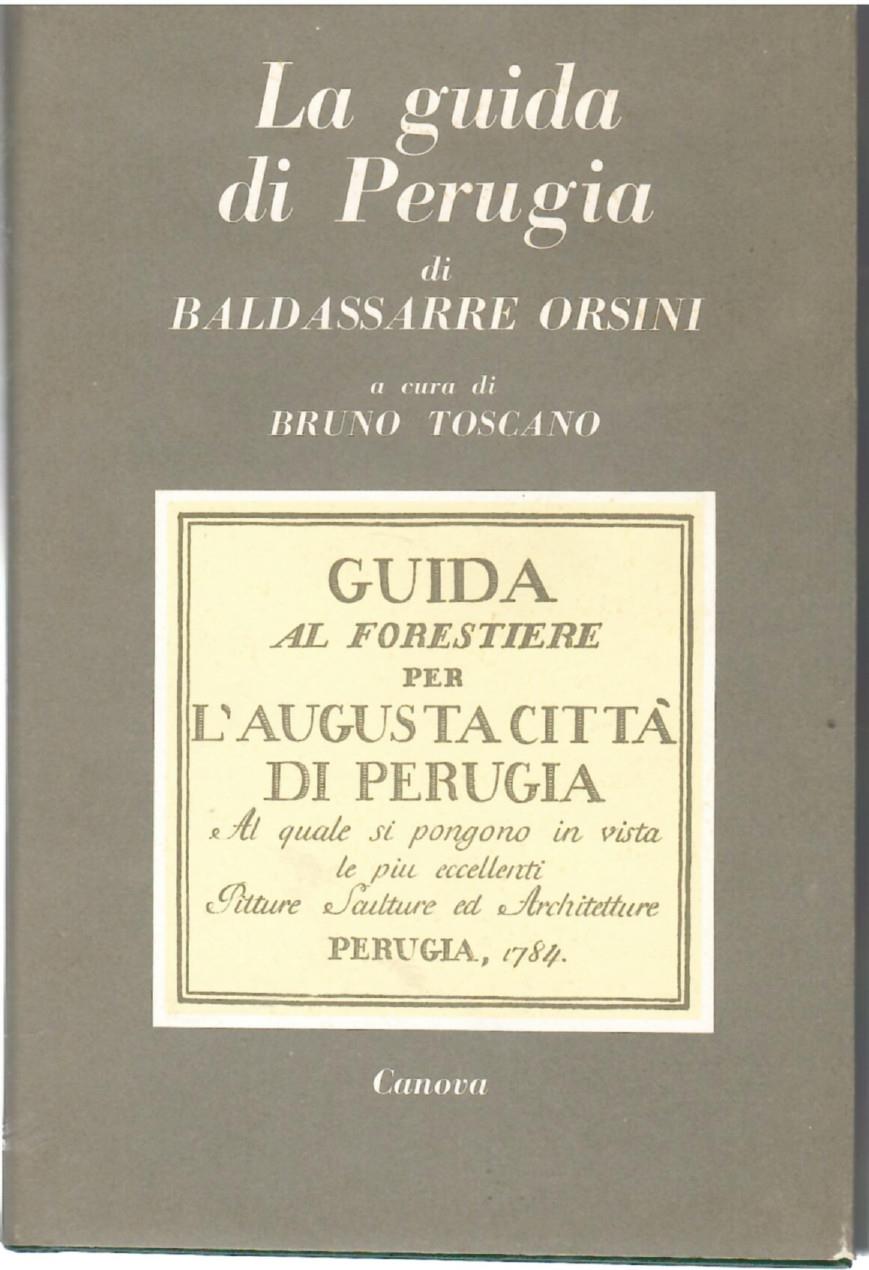 La guida
di Perugia
di
BALDASSARRE ORSINI
a cura di
BRUNO TOSCANO
GUIDA
AL FORESTIERE
PER
L'AUGUSTA CITTÀ
DI PERUGIA
Al quale si pongono in vista
le piu eccellenti
Pitture Sculture ed Architetture
PERUGIA, 1784.
Canova